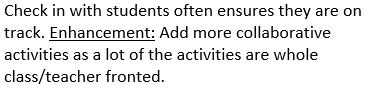 Check in with students often ensures they are on
track. Enhancement: Add more collaborative
activities as a lot of the activities are whole
class/teacher fronted.